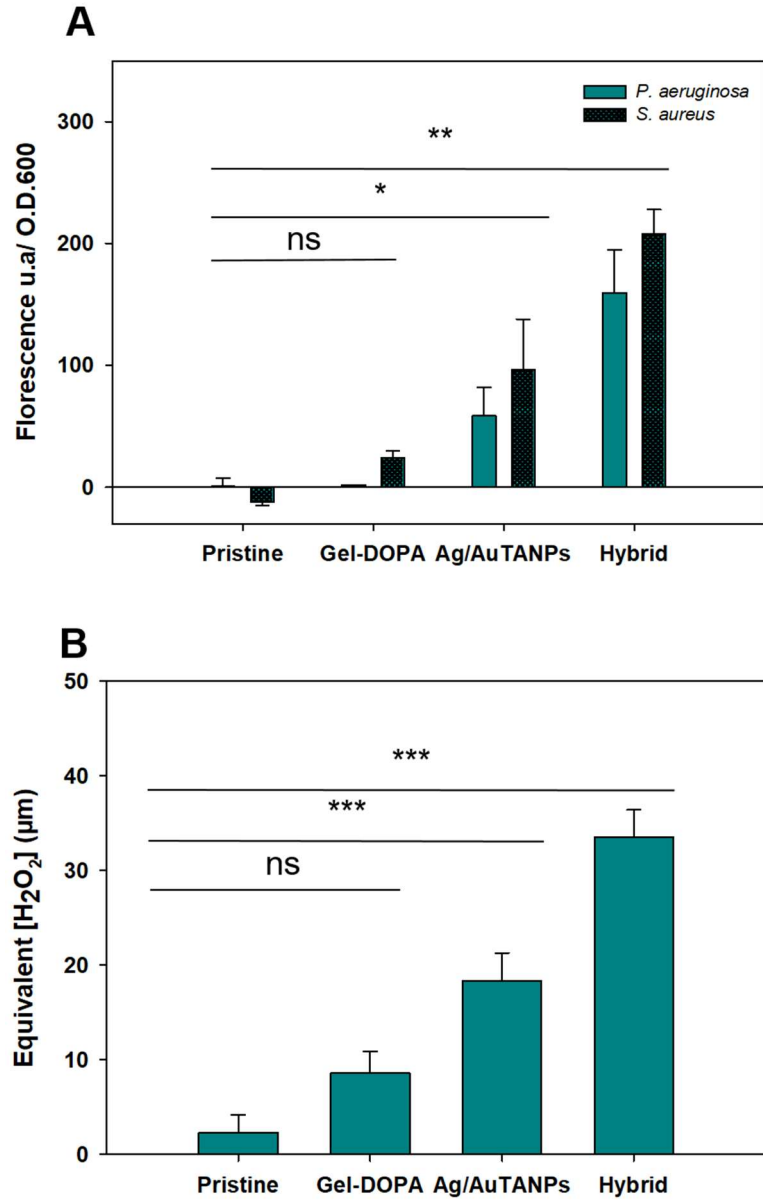 A
Florescence u.a/ O.D.600
300
200
100
0
P. aeruginosa
S. aureus
**
*
ns
Pristine Gel-DOPA Ag/AuTANPs Hybrid
B
Equivalent [H₂O₂] (µm)
50
40
30
20
10
0
***
***
ns
Pristine Gel-DOPA Ag/AuTANPs Hybrid